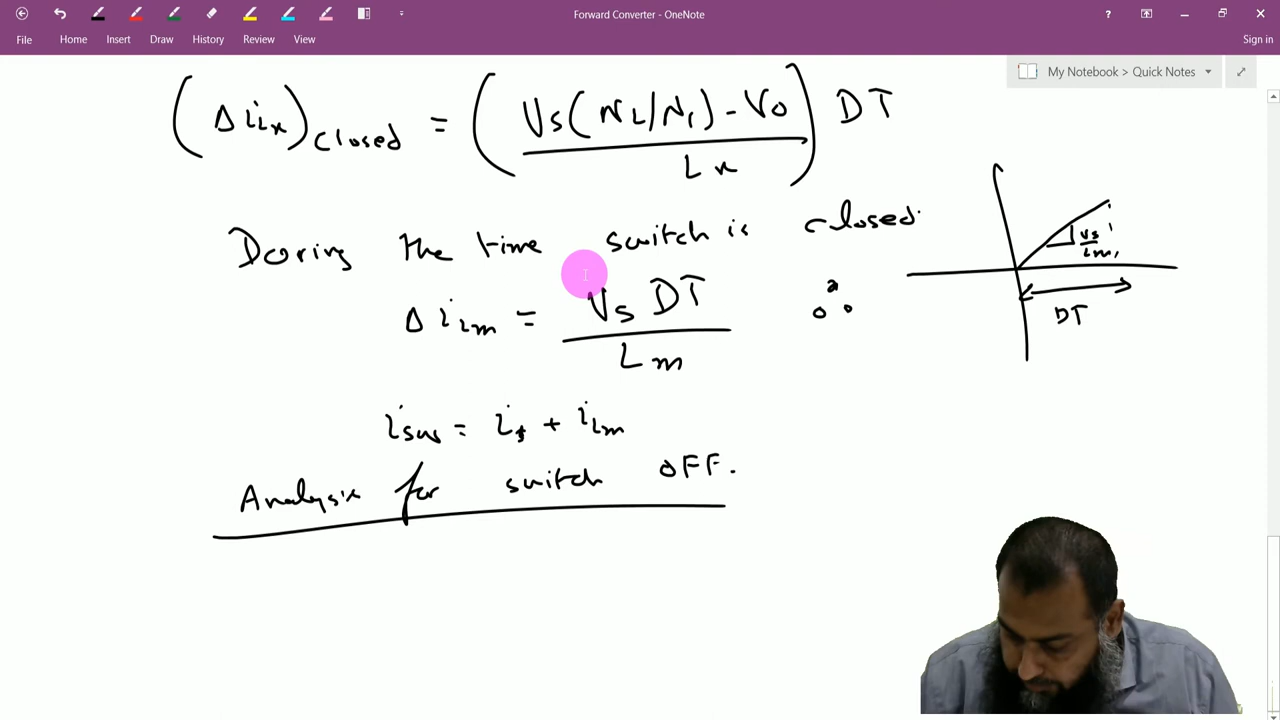 Forward Converter - OneNote
File Home Insert Draw History Review View Sign in
My Notebook > Quick Notes
(Δ iLx)closed = (Vs(N2/N1) - Vo / Lx) DT
During the time switch is closed.
Δ iLm = Vs DT / Lm
Vs / Lm
DT
isw = i1 + iLm
Analysis for switch OFF.